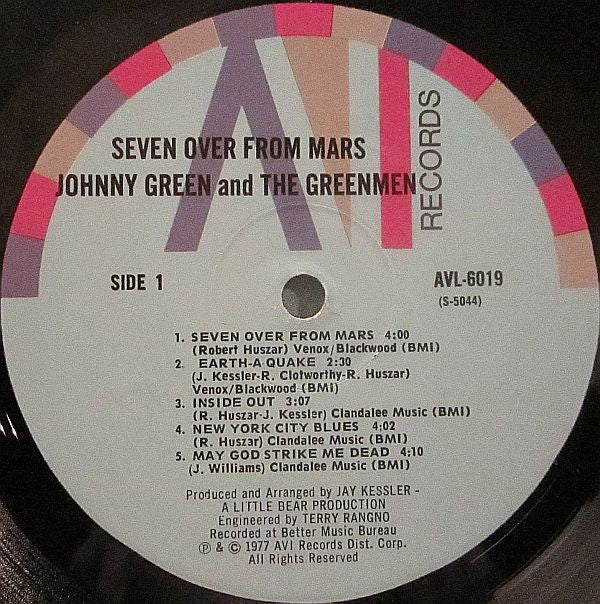 AVI
RECORDS
SEVEN OVER FROM MARS
JOHNNY GREEN and THE GREENMEN
SIDE 1
AVL-6019
(S-5044)
1. SEVEN OVER FROM MARS 4:00
(Robert Huszar) Venox/Blackwood (BMI)
2. EARTH-A QUAKE 2:30
(J. Kessler-R. Clotworthy-R. Huszar)
Venox/Blackwood (BMI)
3. INSIDE OUT 3:07
(R. Huszar-J. Kessler) Clandalee Music (BMI)
4. NEW YORK CITY BLUES 4:02
(R. Huszar) Clandalee Music (BMI)
5. MAY GOD STRIKE ME DEAD 4:10
(J. Williams) Clandalee Music (BMI)
Produced and Arranged by JAY KESSLER -
A LITTLE BEAR PRODUCTION
Engineered by TERRY RANGNO
Recorded at Better Music Bureau
℗ & © 1977 AVI Records Dist. Corp.
All Rights Reserved